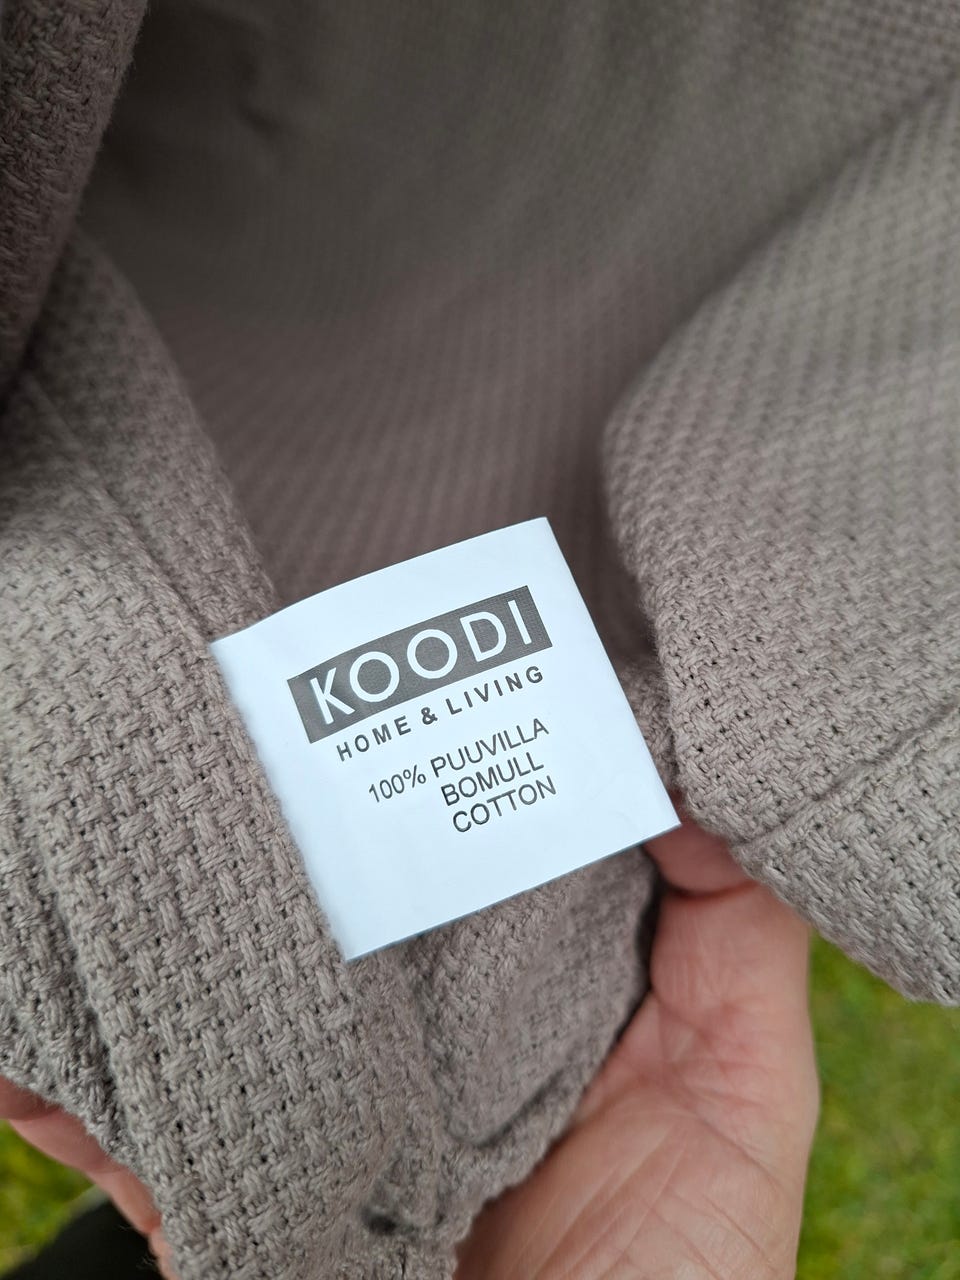 KOODI
HOME & LIVING
100% PUUVILLA
BOMULL
COTTON